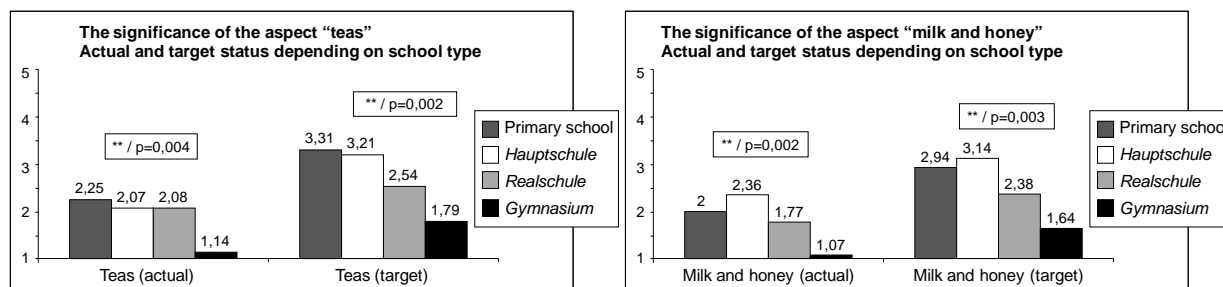 The significance of the aspect “teas”
Actual and target status depending on school type
5
4
3
2
1
** / p=0,004
** / p=0,002
2,25
2,07
2,08
1,14
3,31
3,21
2,54
1,79
Teas (actual)
Teas (target)
Primary school
Hauptschule
Realschule
Gymnasium
The significance of the aspect “milk and honey”
Actual and target status depending on school type
5
4
3
2
1
** / p=0,002
** / p=0,003
2
2,36
1,77
1,07
2,94
3,14
2,38
1,64
Milk and honey (actual)
Milk and honey (target)
Primary school
Hauptschule
Realschule
Gymnasium